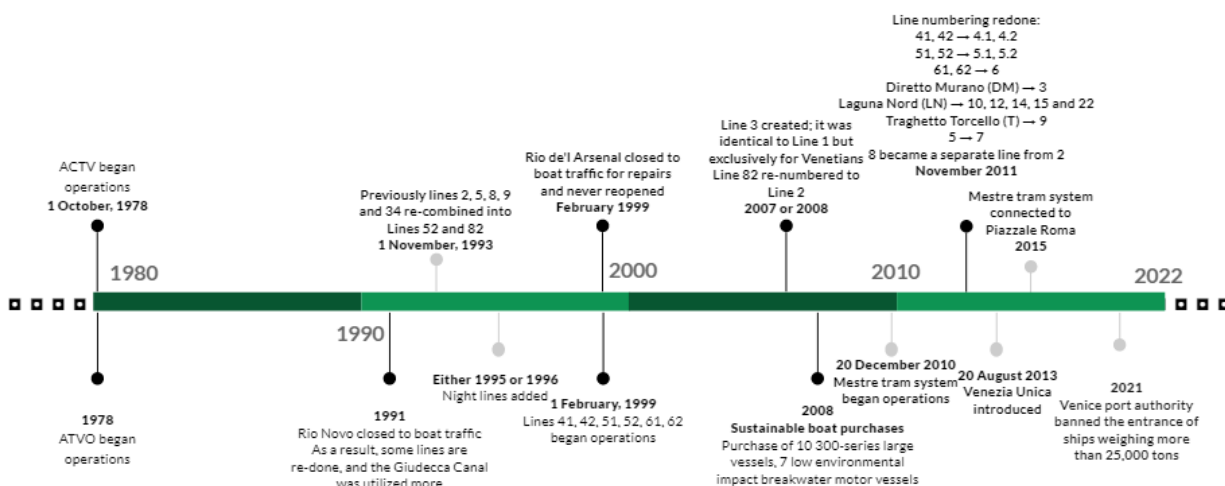 Line numbering redone:
41, 42 → 4.1, 4.2
51, 52 → 5.1, 5.2
61, 62 → 6
Diretto Murano (DM) → 3
Laguna Nord (LN) → 10, 12, 14, 15 and 22
Traghetto Torcello (T) → 9
5 → 7
8 became a separate line from 2
November 2011
Line 3 created; it was
identical to Line 1 but
exclusively for Venetians
Line 82 re-numbered to
Line 2
2007 or 2008
Rio de'l Arsenal closed to
boat traffic for repairs
and never reopened
February 1999
ACTV began
operations
1 October, 1978
Previously lines 2, 5, 8, 9
and 34 re-combined into
Lines 52 and 82
1 November, 1993
Mestre tram system
connected to
Piazzale Roma
2015
1980
2000
2010
2022
1990
1978
ATVO began
operations
1991
Rio Novo closed to boat traffic
As a result, some lines are
re-done, and the Giudecca Canal
was utilized more
Either 1995 or 1996
Night lines added
1 February, 1999
Lines 41, 42, 51, 52, 61, 62
began operations
2008
Sustainable boat purchases
Purchase of 10 300-series large
vessels, 7 low environmental
impact breakwater motor vessels
20 December 2010
Mestre tram system
began operations
20 August 2013
Venezia Unica
introduced
2021
Venice port authority
banned the entrance of
ships weighing more
than 25,000 tons